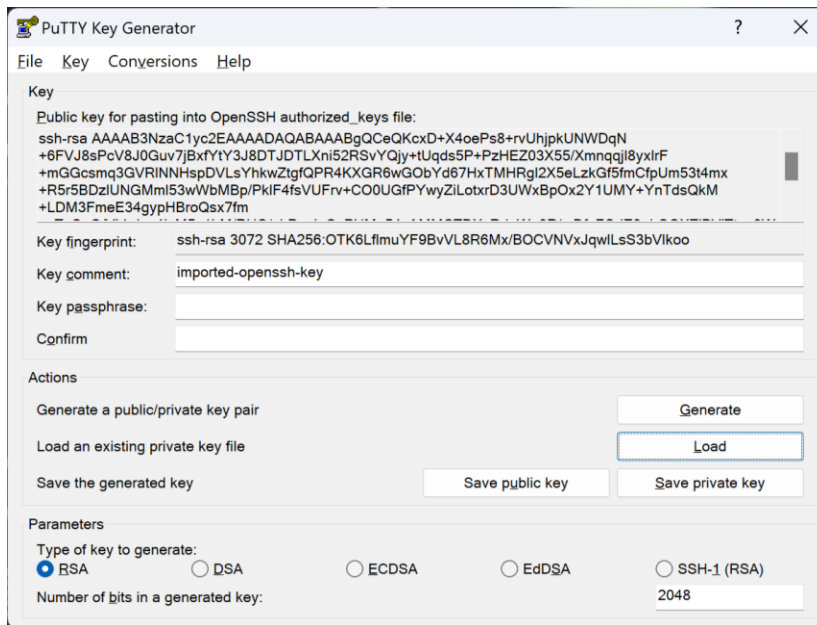 PuTTY Key Generator
File Key Conversions Help
Key
Public key for pasting into OpenSSH authorized_keys file:
ssh-rsa AAAAB3NzaC1yc2EAAAADAQABAAABgQCeQKcxD+X4oePs8+rvUhjpkUNWDqN
+6FVJ8sPcV8J0Guv7jBxfYtY3J8DTJDTLXni52RSvYQjy+tUqds5P+PzHEZ03X55/Xmnqqjl8yxlrF
+mGGcsmq3GVRlNNHspDVLsYhkwZtgfQPR4KXGR6wGObYd67HxTMHRgI2X5eLzkGf5fmCfpUm53t4mx
+R5r5BDzlUNGMml53wWbMBp/PklF4fsVUFrv+CO0UGfPYwyZiLotxrD3UWxBpOx2Y1UMY+YnTdsQkM
+LDM3FmeE34gypHBroQsx7fm
Key fingerprint: ssh-rsa 3072 SHA256:OTK6LflmuYF9BvVL8R6Mx/BOCVNVxJqwlLsS3bVlkoo
Key comment: imported-openssh-key
Key passphrase:
Confirm
Actions
Generate a public/private key pair Generate
Load an existing private key file Load
Save the generated key Save public key Save private key
Parameters
Type of key to generate:
RSA DSA ECDSA EdDSA SSH-1 (RSA)
Number of bits in a generated key: 2048